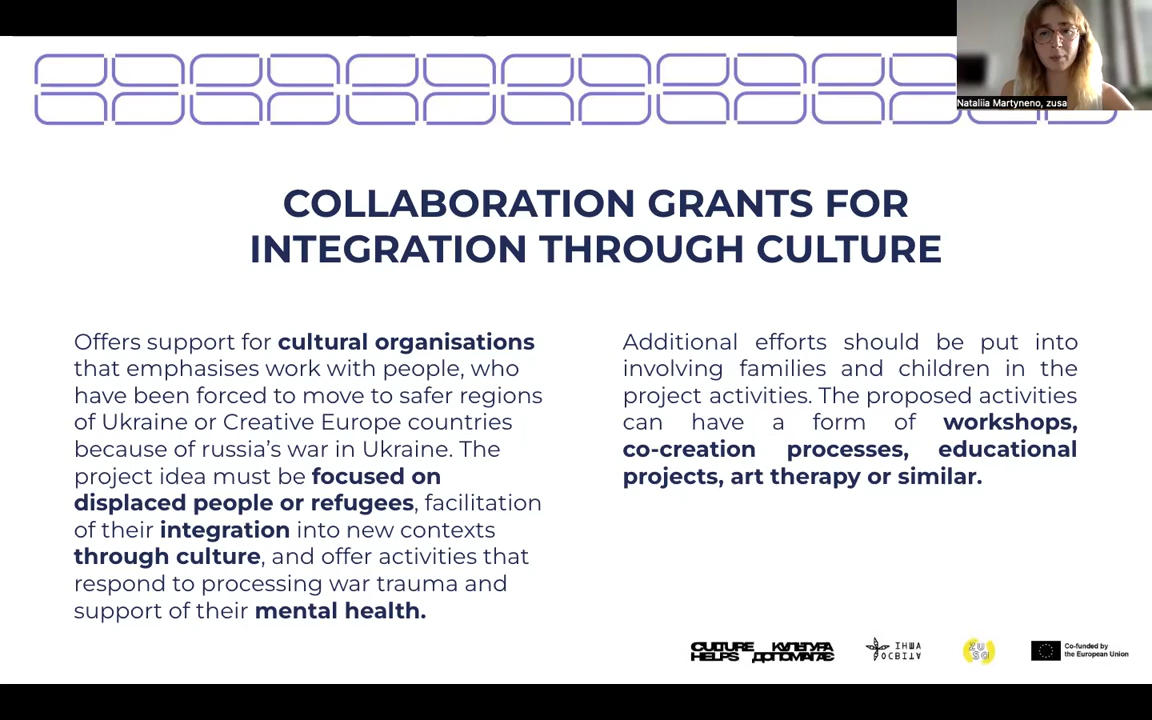 Nataliia Martyneno, zusa
COLLABORATION GRANTS FOR
INTEGRATION THROUGH CULTURE
Offers support for cultural organisations
that emphasises work with people, who
have been forced to move to safer regions
of Ukraine or Creative Europe countries
because of russia’s war in Ukraine. The
project idea must be focused on
displaced people or refugees, facilitation
of their integration into new contexts
through culture, and offer activities that
respond to processing war trauma and
support of their mental health.
Additional efforts should be put into
involving families and children in the
project activities. The proposed activities
can have a form of workshops,
co-creation processes, educational
projects, art therapy or similar.
CULTURE
HELPS
КУЛЬТУРА
ДОПОМАГАЄ
ІНША
ОСВІТА
ZU
SA
Co-funded by
the European Union